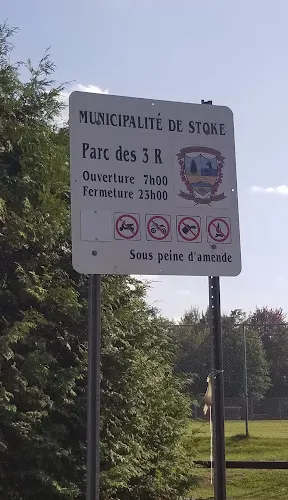 MUNICIPALITÉ DE STOKE
Parc des 3 R
Ouverture 7h00
Fermeture 23h00
Sous peine d'amende